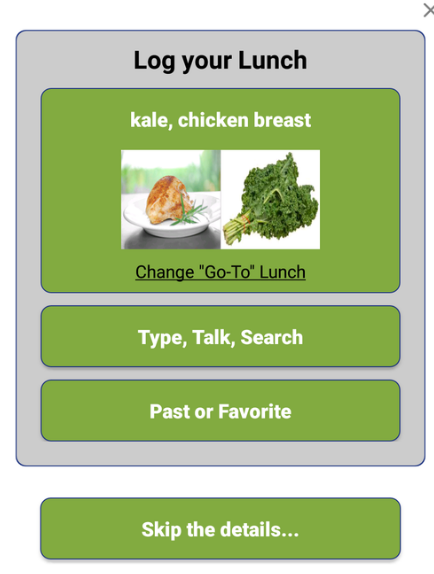 Log your Lunch
kale, chicken breast
Change "Go-To" Lunch
Type, Talk, Search
Past or Favorite
Skip the details...